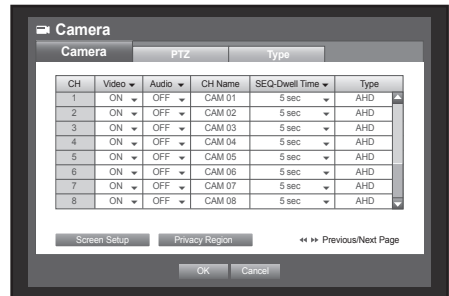 Camera
Camera PTZ Type
CH Video Audio CH Name SEQ-Dwell Time Type
1 ON OFF CAM 01 5 sec AHD
2 ON OFF CAM 02 5 sec AHD
3 ON OFF CAM 03 5 sec AHD
4 ON OFF CAM 04 5 sec AHD
5 ON OFF CAM 05 5 sec AHD
6 ON OFF CAM 06 5 sec AHD
7 ON OFF CAM 07 5 sec AHD
8 ON OFF CAM 08 5 sec AHD
Screen Setup Privacy Region Previous/Next Page
OK Cancel